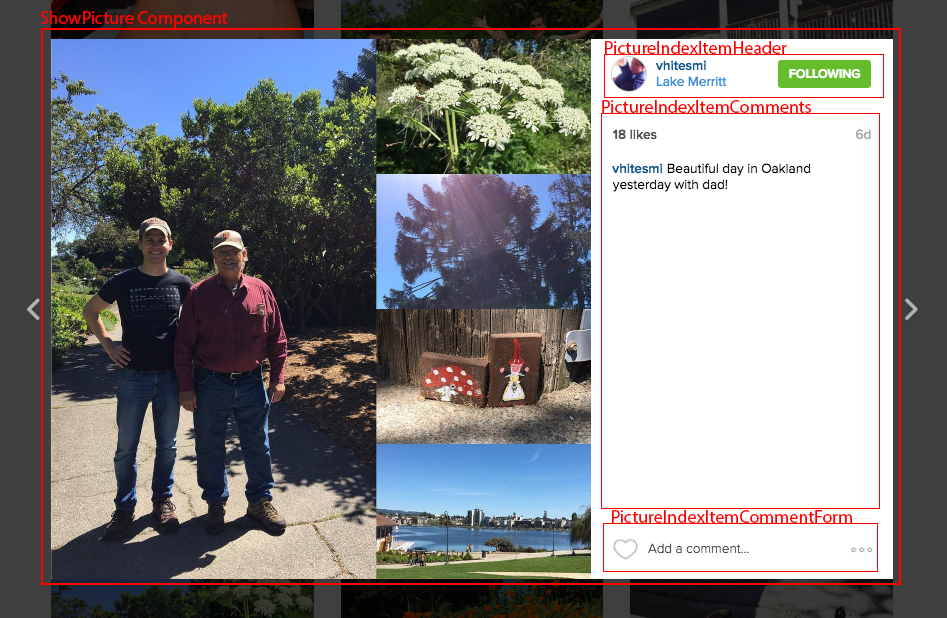 ShowPicture Component
PictureIndexItemHeader
vhitesmi
Lake Merritt
FOLLOWING
PictureIndexItemComments
18 likes
6d
vhitesmi Beautiful day in Oakland
yesterday with dad!
PictureIndexItemCommentForm
Add a comment...